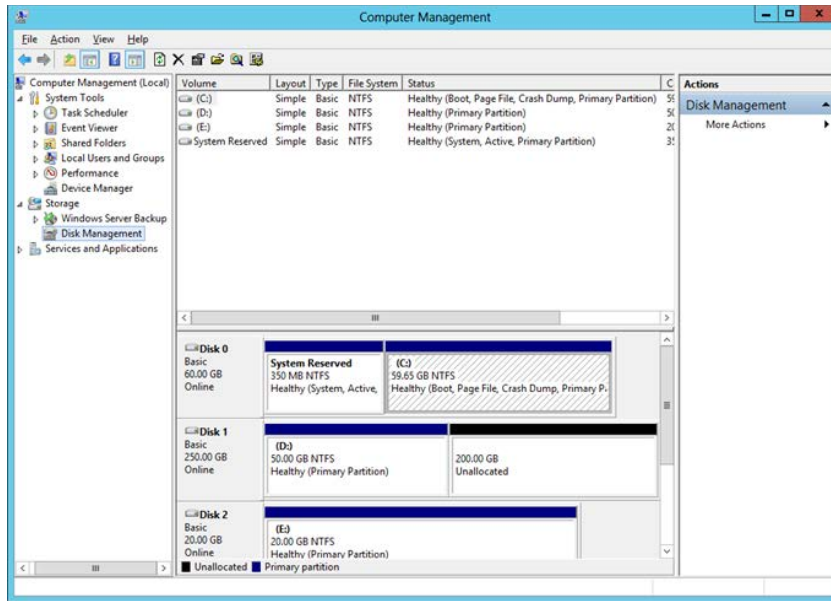 Computer Management
File Action View Help
Computer Management (Local)
System Tools
Task Scheduler
Event Viewer
Shared Folders
Local Users and Groups
Performance
Device Manager
Storage
Windows Server Backup
Disk Management
Services and Applications
Volume Layout Type File System Status C
(C:) Simple Basic NTFS Healthy (Boot, Page File, Crash Dump, Primary Partition)
(D:) Simple Basic NTFS Healthy (Primary Partition)
(E:) Simple Basic NTFS Healthy (Primary Partition)
System Reserved Simple Basic NTFS Healthy (System, Active, Primary Partition)
Actions
Disk Management
More Actions
Disk 0
Basic
60.00 GB
Online
System Reserved
350 MB NTFS
Healthy (System, Active,
(C:)
59.65 GB NTFS
Healthy (Boot, Page File, Crash Dump, Primary
Disk 1
Basic
250.00 GB
Online
(D:)
50.00 GB NTFS
Healthy (Primary Partition)
200.00 GB
Unallocated
Disk 2
Basic
20.00 GB
Online
(E:)
20.00 GB NTFS
Healthy (Primary Partition)
Unallocated Primary partition